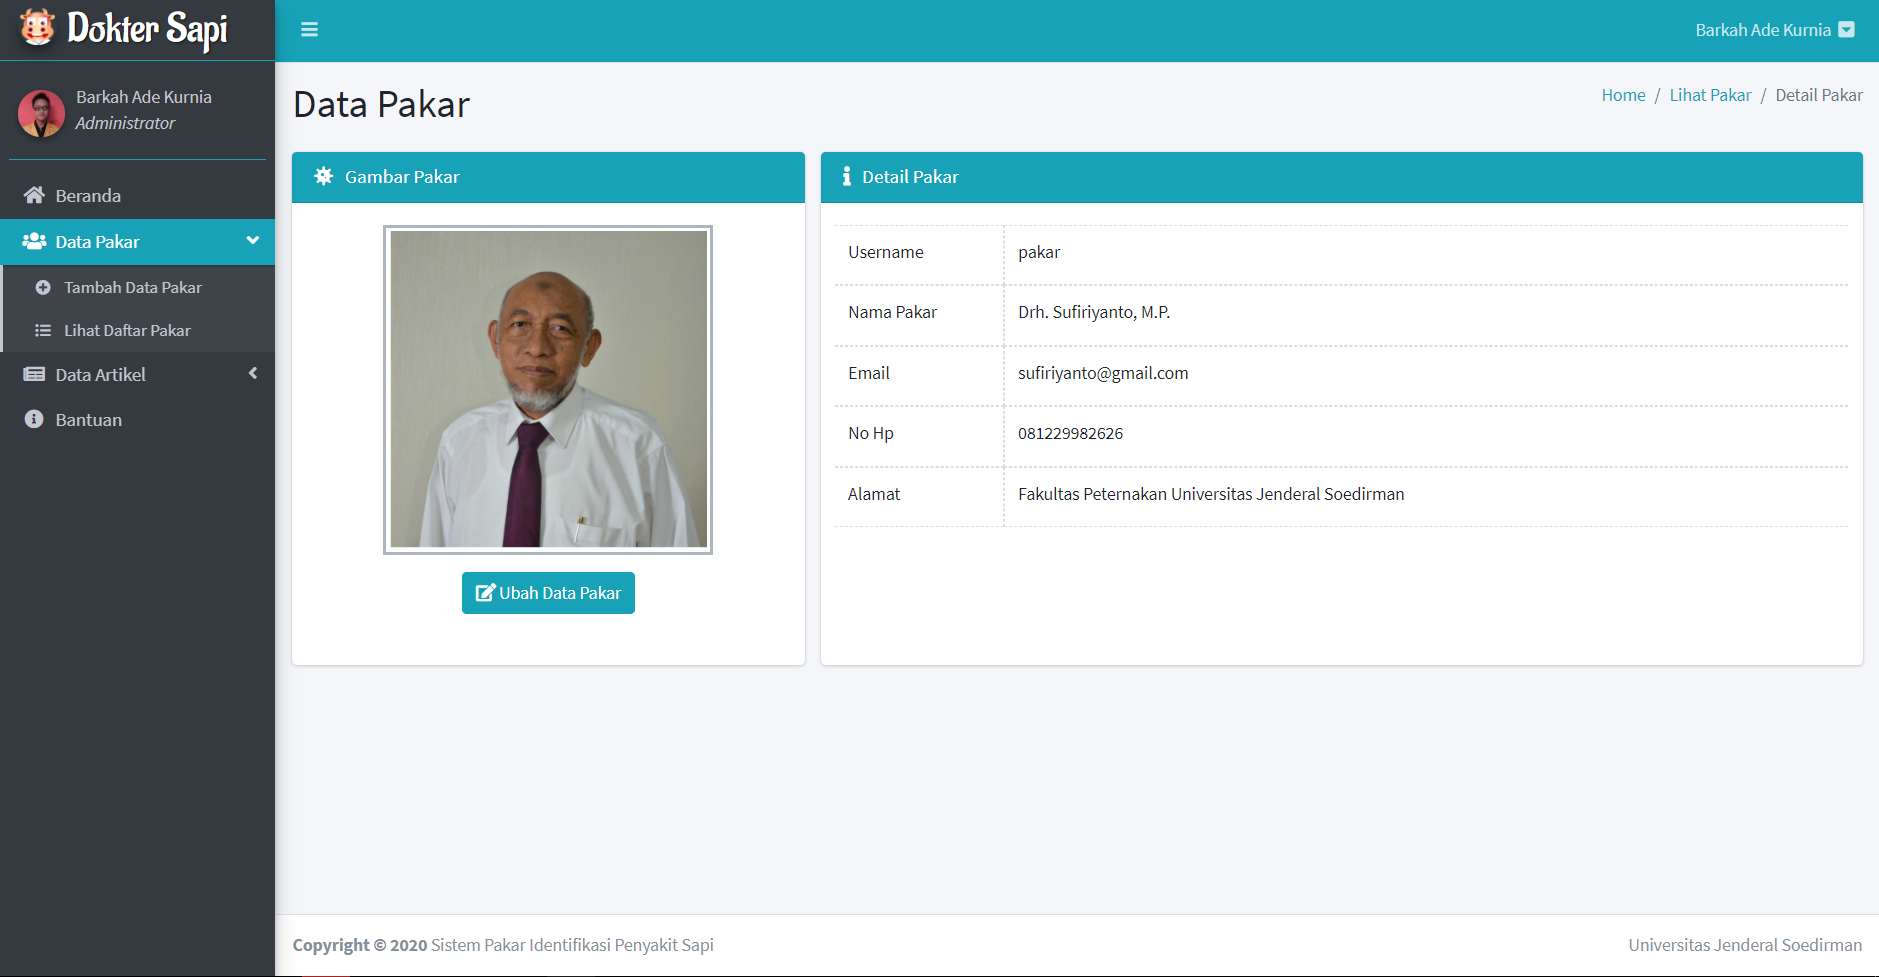 Dokter Sapi
Barkah Ade Kurnia
Barkah Ade Kurnia
Administrator
Beranda
Data Pakar
Tambah Data Pakar
Lihat Daftar Pakar
Data Artikel
Bantuan
Data Pakar
Home / Lihat Pakar / Detail Pakar
Gambar Pakar
Ubah Data Pakar
Detail Pakar
Username pakar
Nama Pakar Drh. Sufiriyanto, M.P.
Email sufiriyanto@gmail.com
No Hp 081229982626
Alamat Fakultas Peternakan Universitas Jenderal Soedirman
Copyright © 2020 Sistem Pakar Identifikasi Penyakit Sapi
Universitas Jenderal Soedirman